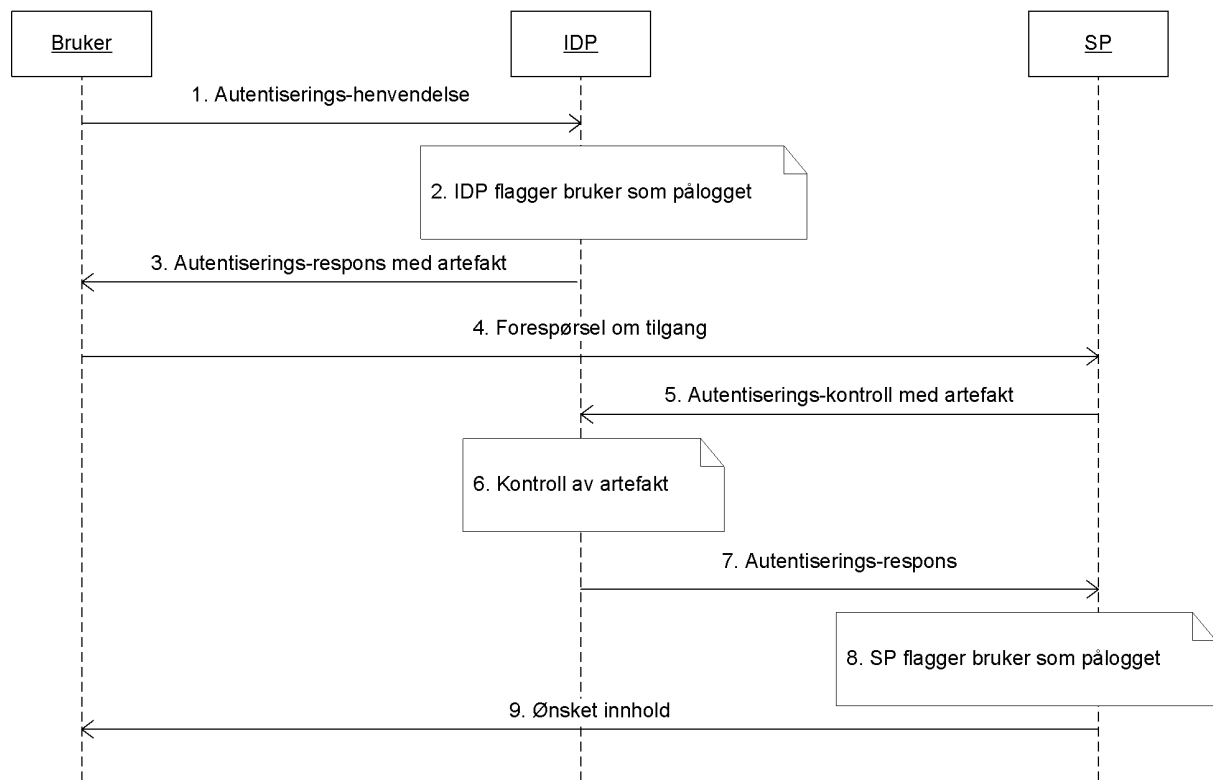 Bruker
IDP
SP
1. Autentiserings-henvendelse
2. IDP flagger bruker som pålogget
3. Autentiserings-respons med artefakt
4. Forespørsel om tilgang
5. Autentiserings-kontroll med artefakt
6. Kontroll av artefakt
7. Autentiserings-respons
8. SP flagger bruker som pålogget
9. Ønsket innhold